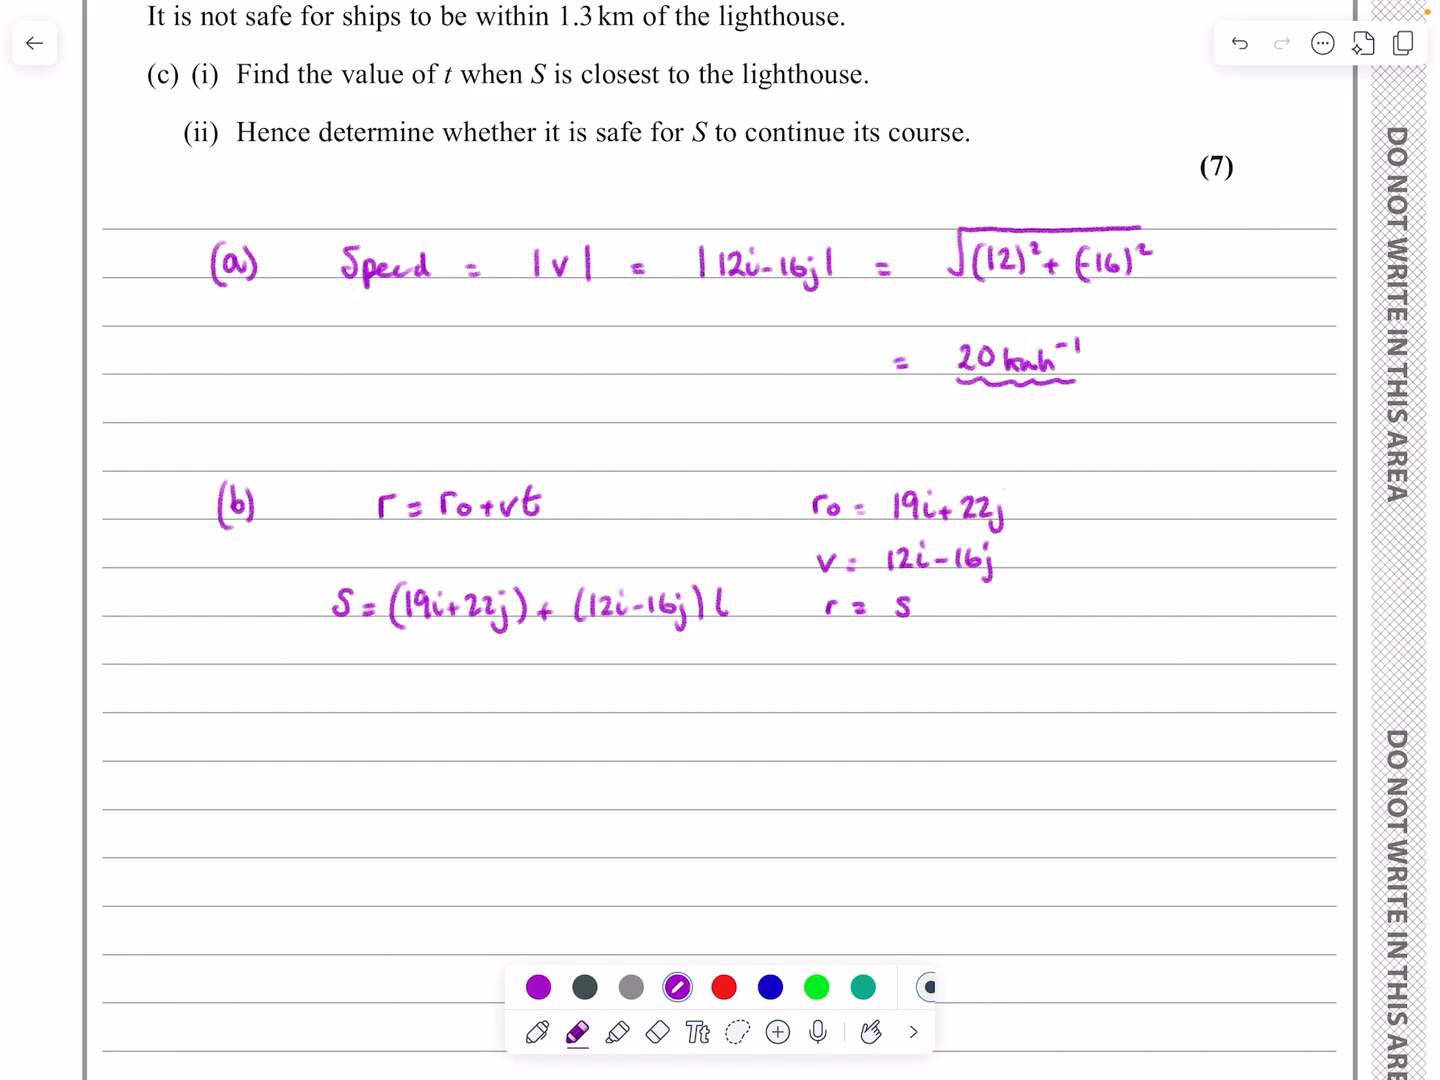 It is not safe for ships to be within 1.3 km of the lighthouse.
(c) (i) Find the value of t when S is closest to the lighthouse.
(ii) Hence determine whether it is safe for S to continue its course.
(7)
(a) Speed = |v| = |12i-16j| = √(12)² + (-16)²
= 20 kmh⁻¹
(b) r = r₀+vt r₀ = 19i+22j
v = 12i-16j
S = (19i+22j) + (12i-16j) t r = s
DO NOT WRITE IN THIS AREA
DO NOT WRITE IN THIS ARE
Tt